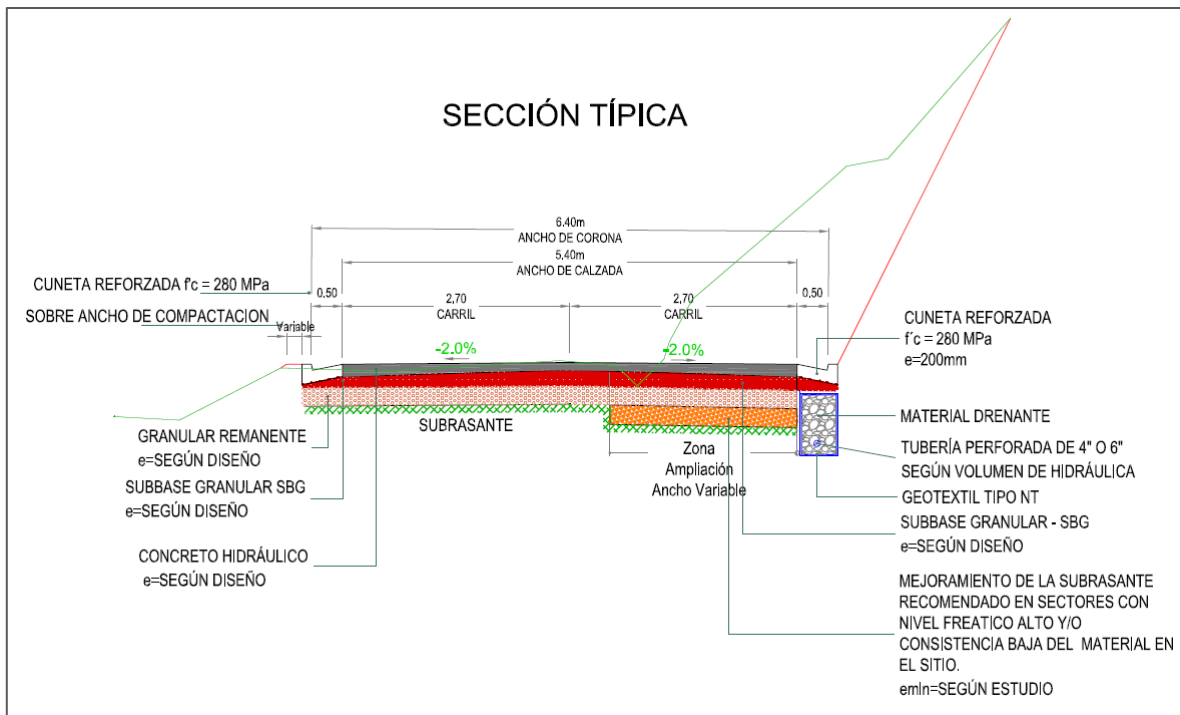 SECCIÓN TÍPICA
6.40m
ANCHO DE CORONA
5.40m
ANCHO DE CALZADA
CUNETA REFORZADA f'c = 280 MPa
0,50
2,70
CARRIL
2,70
CARRIL
0,50
SOBRE ANCHO DE COMPACTACION
Variable
-2.0%
-2.0%
CUNETA REFORZADA
f´c = 280 MPa
e=200mm
SUBRASANTE
GRANULAR REMANENTE
e=SEGÚN DISEÑO
SUBBASE GRANULAR SBG
e=SEGÚN DISEÑO
CONCRETO HIDRÁULICO
e=SEGÚN DISEÑO
Zona
Ampliación
Ancho Variable
MATERIAL DRENANTE
TUBERÍA PERFORADA DE 4" O 6"
SEGÚN VOLUMEN DE HIDRÁULICA
GEOTEXTIL TIPO NT
SUBBASE GRANULAR - SBG
e=SEGÚN DISEÑO
MEJORAMIENTO DE LA SUBRASANTE
RECOMENDADO EN SECTORES CON
NIVEL FREATICO ALTO Y/O
CONSISTENCIA BAJA DEL MATERIAL EN
EL SITIO.
emin=SEGÚN ESTUDIO